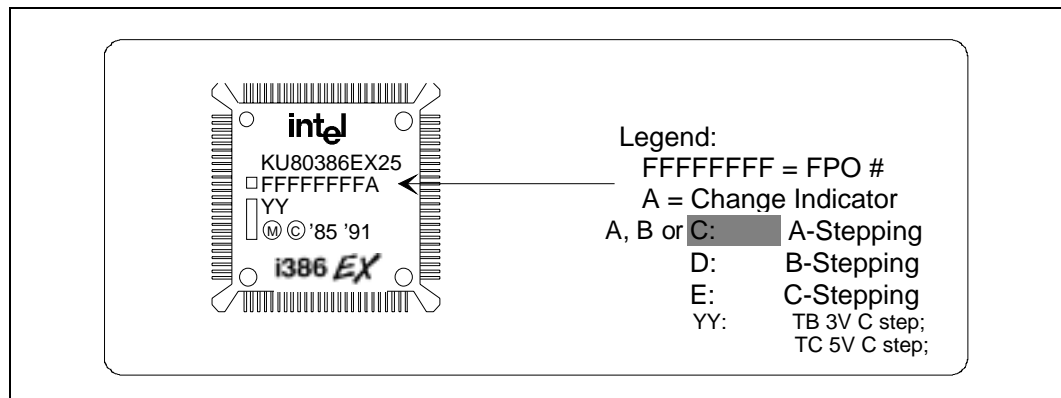 intel
KU80386EX25
FFFFFFFFA
YY
Ⓜ © '85 '91
i386 EX
Legend:
FFFFFFFF = FPO #
A = Change Indicator
A, B or C: A-Stepping
D: B-Stepping
E: C-Stepping
YY: TB 3V C step;
TC 5V C step;